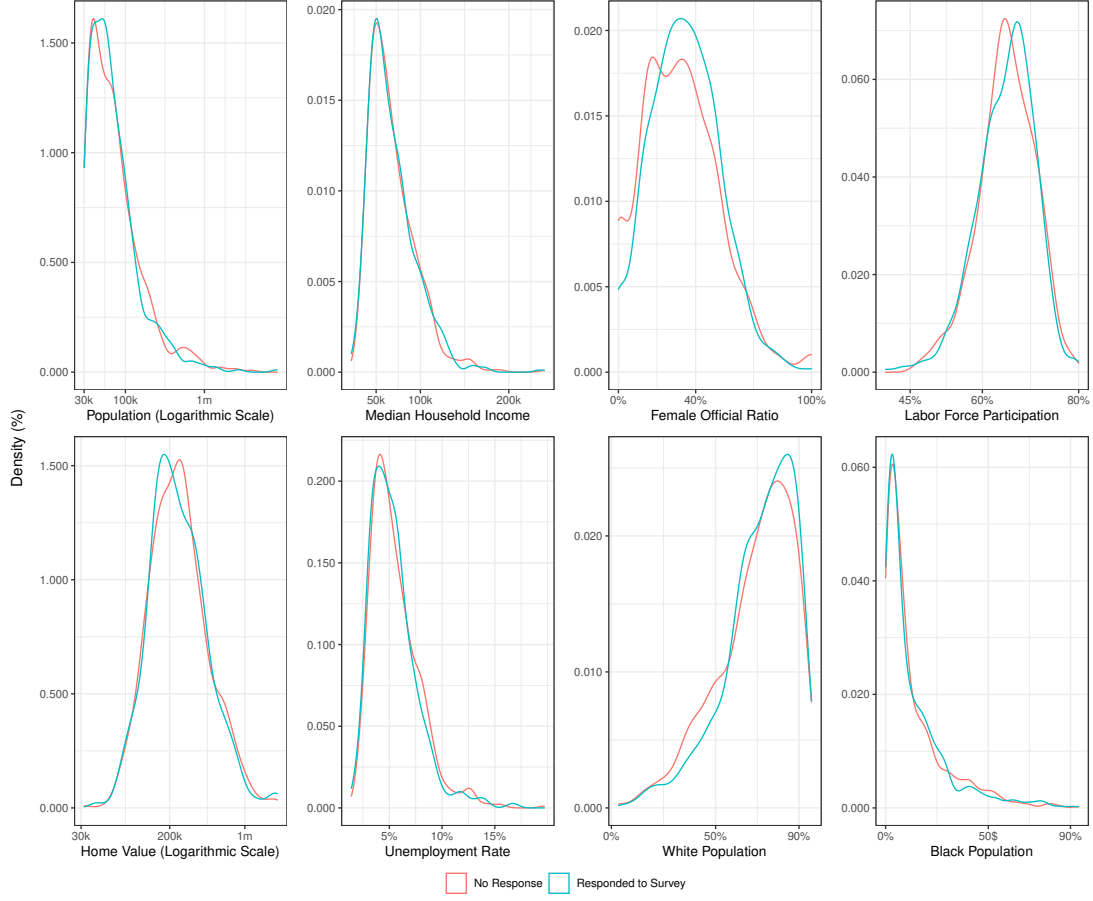 1.500
1.000
0.500
0.000
30k 100k 1m
Population (Logarithmic Scale)
0.020
0.015
0.010
0.005
0.000
50k 100k 200k
Median Household Income
0.020
0.015
0.010
0.005
0.000
0% 40% 100%
Female Official Ratio
0.060
0.040
0.020
0.000
45% 60% 80%
Labor Force Participation
Density (%)
1.500
1.000
0.500
0.000
30k 200k 1m
Home Value (Logarithmic Scale)
0.200
0.150
0.100
0.050
0.000
5% 10% 15%
Unemployment Rate
0.020
0.010
0.000
0% 50% 90%
White Population
0.060
0.040
0.020
0.000
0% 50$ 90%
Black Population
No Response Responded to Survey